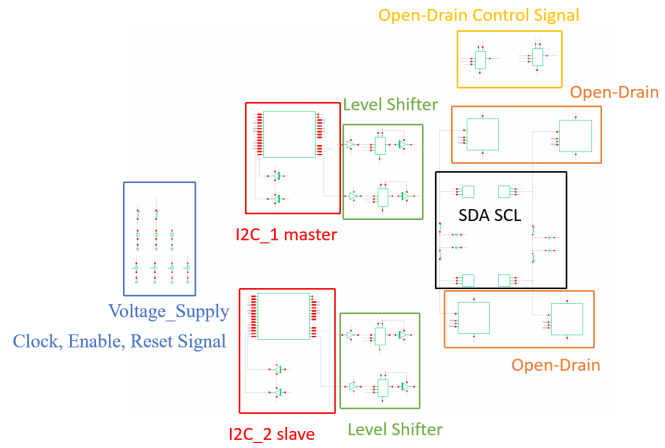 Open-Drain Control Signal
Open-Drain
Level Shifter
SDA SCL
I2C_1 master
Voltage_Supply
Clock, Enable, Reset Signal
Open-Drain
I2C_2 slave
Level Shifter